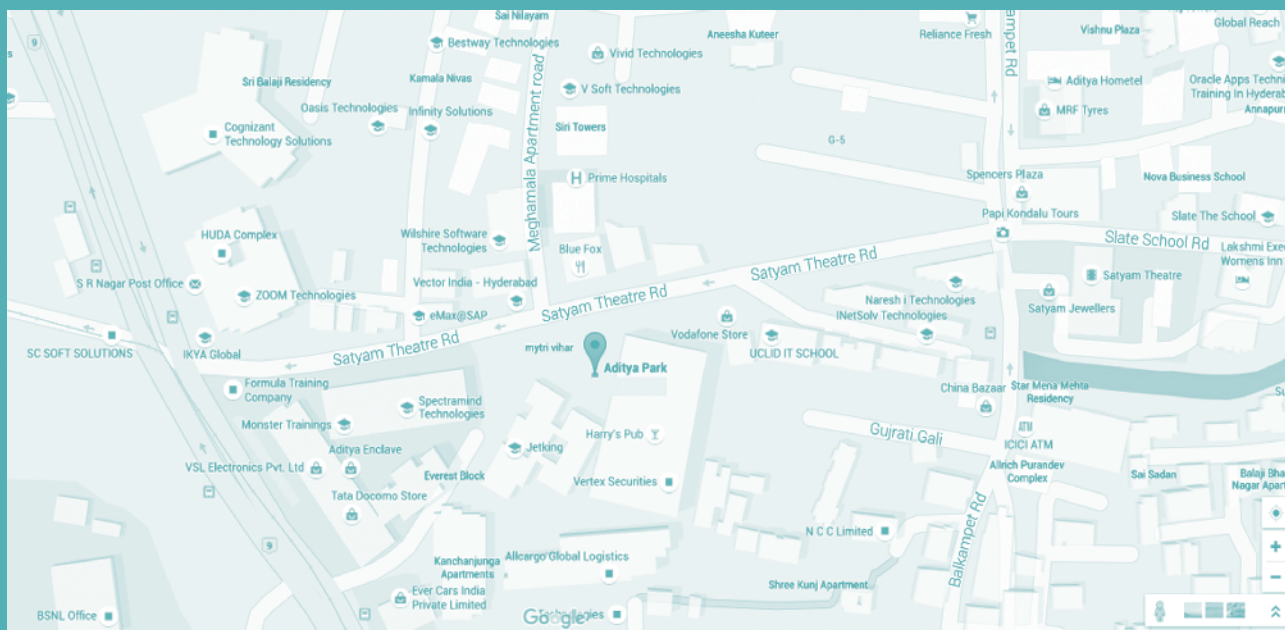 Sai Nilayam
Bestway Technologies
Vivid Technologies
Aneesha Kuteer
Reliance Fresh
Vishnu Plaza
Global Reach
9
Sri Balaji Residency
Kamala Nivas
V Soft Technologies
ampet Rd
Aditya Hometel
Oracle Apps Techni
Training In Hyderab
Oasis Technologies
Infinity Solutions
MRF Tyres
Annapur
Cognizant
Technology Solutions
Siri Towers
G-5
Meghamala Apartment road
Prime Hospitals
Spencers Plaza
Nova Business School
Papi Kondalu Tours
Slate The School
HUDA Complex
Wilshire Software
Technologies
Blue Fox
Satyam Theatre Rd
Slate School Rd
Lakshmi Exe
Womens Inn
S R Nagar Post Office
ZOOM Technologies
Vector India - Hyderabad
Satyam Theatre Rd
Satyam Theatre
Naresh i Technologies
INetSolv Technologies
Satyam Jewellers
eMax@SAP
Vodafone Store
SC SOFT SOLUTIONS
IKYA Global
Satyam Theatre Rd
mytri vihar
UCLID IT SCHOOL
Aditya Park
Formula Training
Company
China Bazaar
Star Mena Mehta
Residency
Su
Spectramind
Technologies
Monster Trainings
Harry's Pub
Gujrati Gali
ATM
ICICI ATM
Aditya Enclave
Jetking
VSL Electronics Pvt. Ltd
Everest Block
Vertex Securities
Allrich Purandev
Complex
Sai Sadan
Balaji Bha
Nagar Apart
Tata Docomo Store
Balkampet Rd
N C C Limited
9
Kanchanjunga
Apartments
Allcargo Global Logistics
Shree Kunj Apartment
Ever Cars India
Private Limited
BSNL Office
Google
Technologies